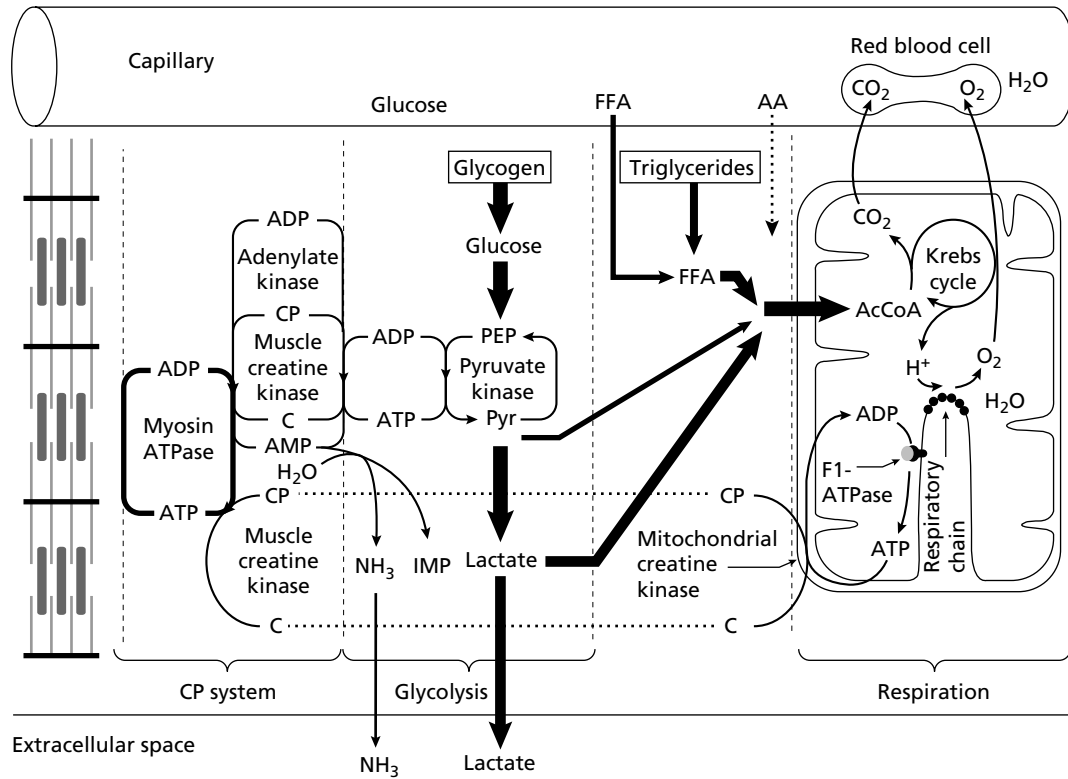 Red blood cell
Capillary
CO2
O2
H2O
Glucose
FFA
AA
Glycogen
Triglycerides
ADP
CO2
Adenylate
kinase
Glucose
FFA
Krebs
cycle
CP
AcCoA
Muscle
creatine
kinase
ADP
PEP
Pyruvate
kinase
H+
O2
ADP
Myosin
ATPase
C
ATP
Pyr
ADP
H2O
AMP
H2O
F1-
ATPase
Respiratory
chain
CP
CP
ATP
Muscle
creatine
kinase
NH3
IMP
Lactate
Mitochondrial
creatine
kinase
ATP
C
C
CP system
Glycolysis
Respiration
Extracellular space
NH3
Lactate